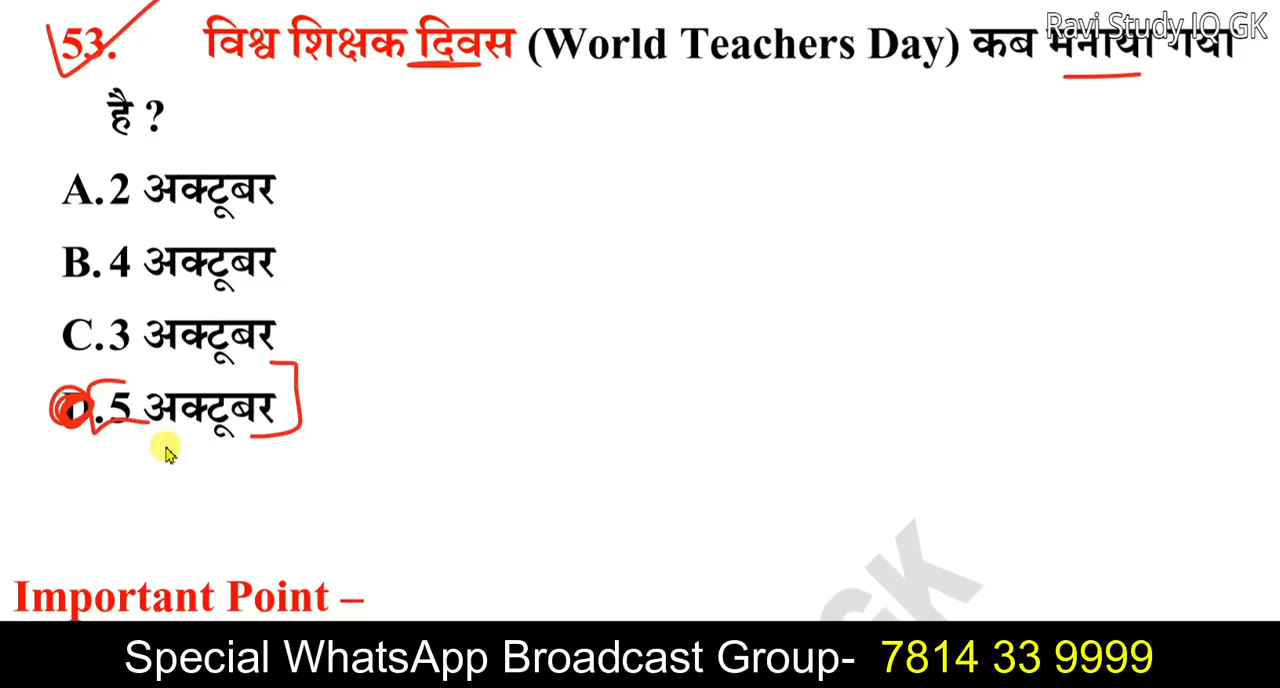 Ravi Study IQ GK
53. विश्व शिक्षक दिवस (World Teachers Day) कब मनाया गया
है ?
A. 2 अक्टूबर
B. 4 अक्टूबर
C. 3 अक्टूबर
D. 5 अक्टूबर
GK
Important Point –
Special WhatsApp Broadcast Group- 7814 33 9999